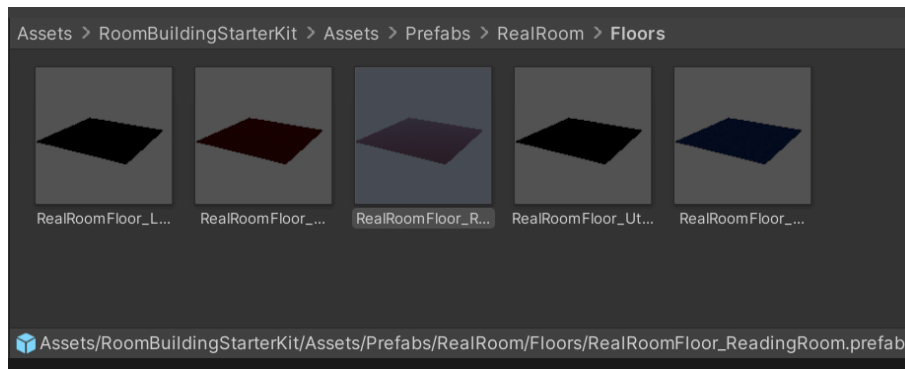 Assets > RoomBuildingStarterKit > Assets > Prefabs > RealRoom > Floors
RealRoomFloor_L... RealRoomFloor_... RealRoomFloor_R... RealRoomFloor_Ut... RealRoomFloor_...
Assets/RoomBuildingStarterKit/Assets/Prefabs/RealRoom/Floors/RealRoomFloor_ReadingRoom.prefab